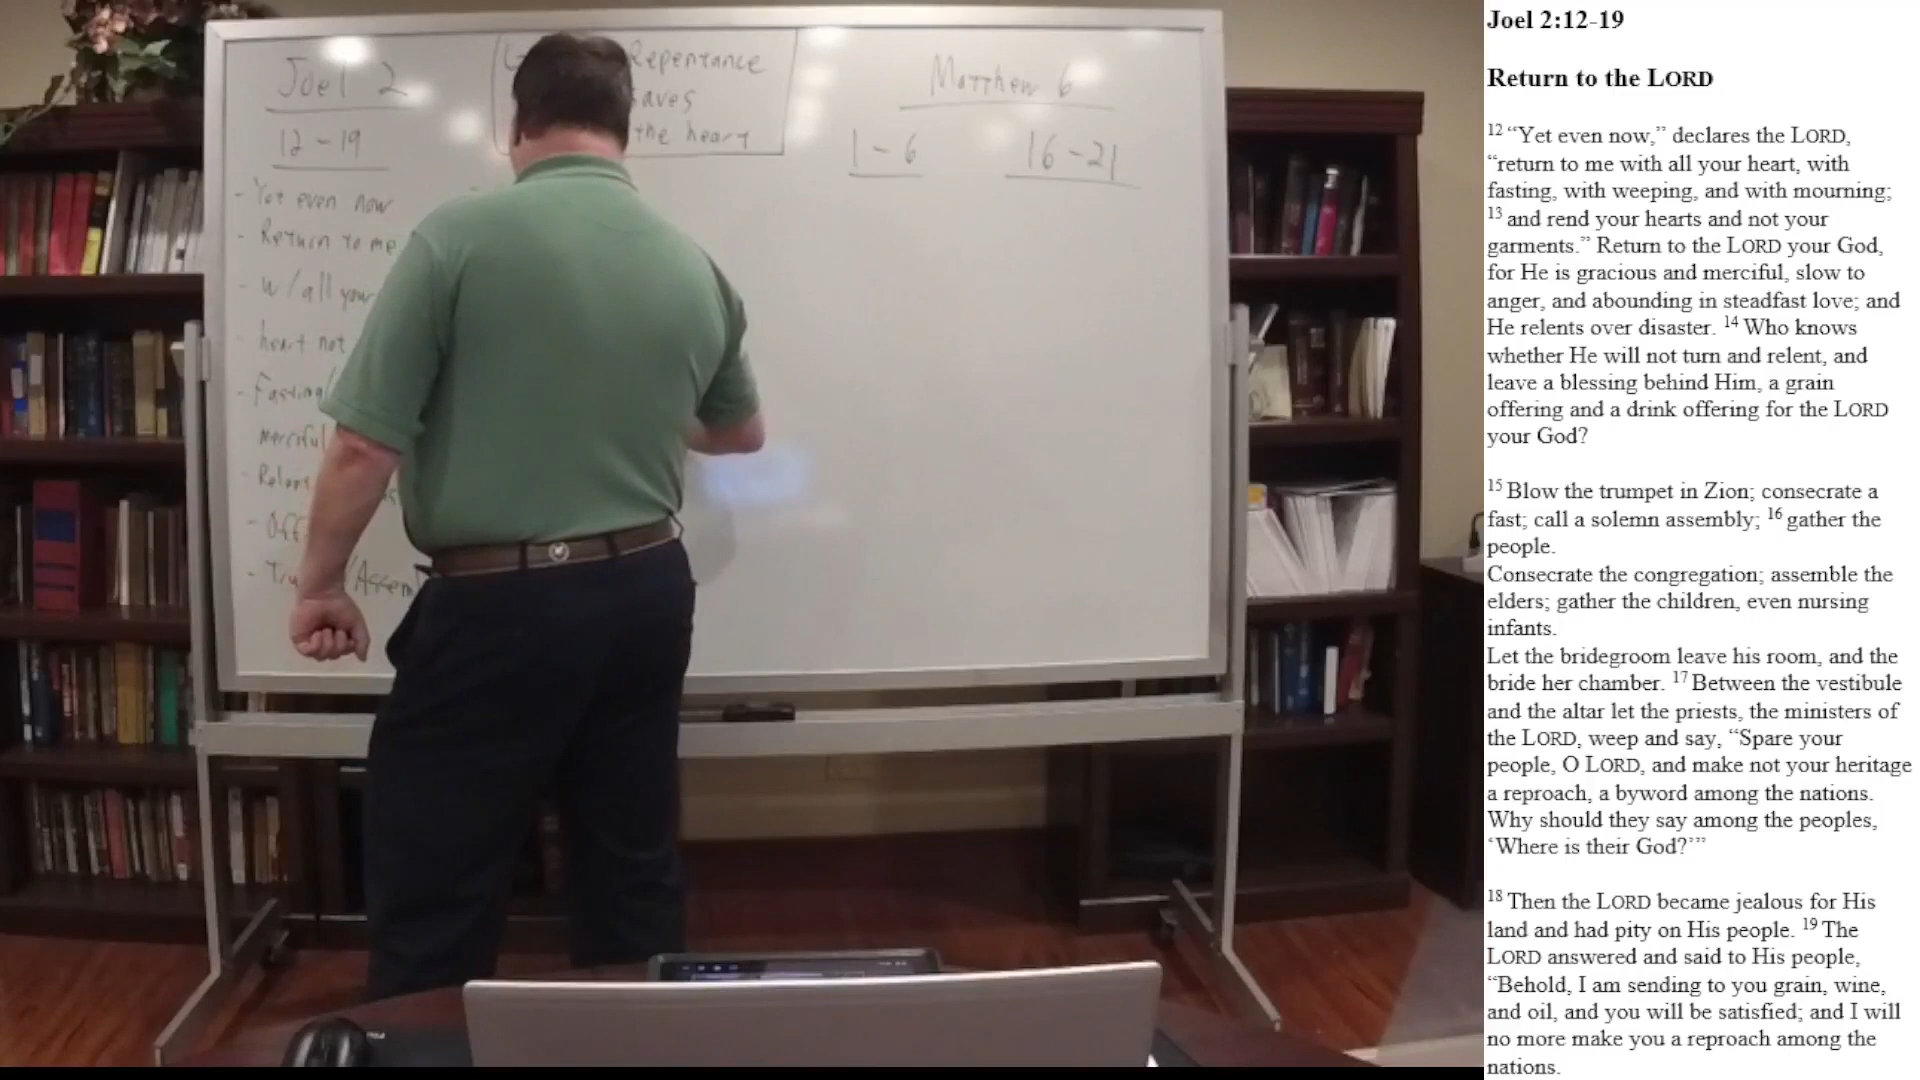 Joel 2
12 - 19
- Yet even now
- Return to me
- w/all your
heart not
- Fasting
merciful
- Relent
- Tru /Assem
Repentance
saves
the heart
Matthew 6
1 - 6
16 - 21
Joel 2:12-19
Return to the LORD
12 “Yet even now,” declares the LORD,
“return to me with all your heart, with
fasting, with weeping, and with mourning;
13 and rend your hearts and not your
garments.” Return to the LORD your God,
for He is gracious and merciful, slow to
anger, and abounding in steadfast love; and
He relents over disaster. 14 Who knows
whether He will not turn and relent, and
leave a blessing behind Him, a grain
offering and a drink offering for the LORD
your God?
15 Blow the trumpet in Zion; consecrate a
fast; call a solemn assembly; 16 gather the
people.
Consecrate the congregation; assemble the
elders; gather the children, even nursing
infants.
Let the bridegroom leave his room, and the
bride her chamber. 17 Between the vestibule
and the altar let the priests, the ministers of
the LORD, weep and say, “Spare your
people, O LORD, and make not your heritage
a reproach, a byword among the nations.
Why should they say among the peoples,
‘Where is their God?’”
18 Then the LORD became jealous for His
land and had pity on His people. 19 The
LORD answered and said to His people,
“Behold, I am sending to you grain, wine,
and oil, and you will be satisfied; and I will
no more make you a reproach among the
nations.